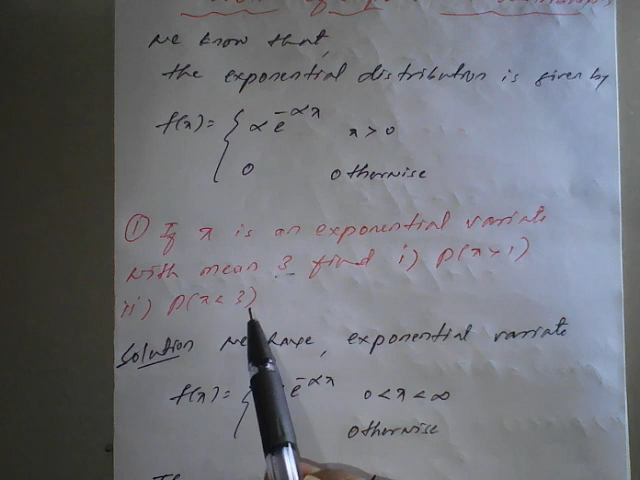 We know that,
the exponential distribution is given by
f(x) = { αe^-αx x > 0
0 otherwise
① If x is an exponential variate
with mean 3 find i) P(x>1)
ii) P(x<3)
Solution We have, exponential variate
f(x) = { e^-αx 0<x<∞
otherwise